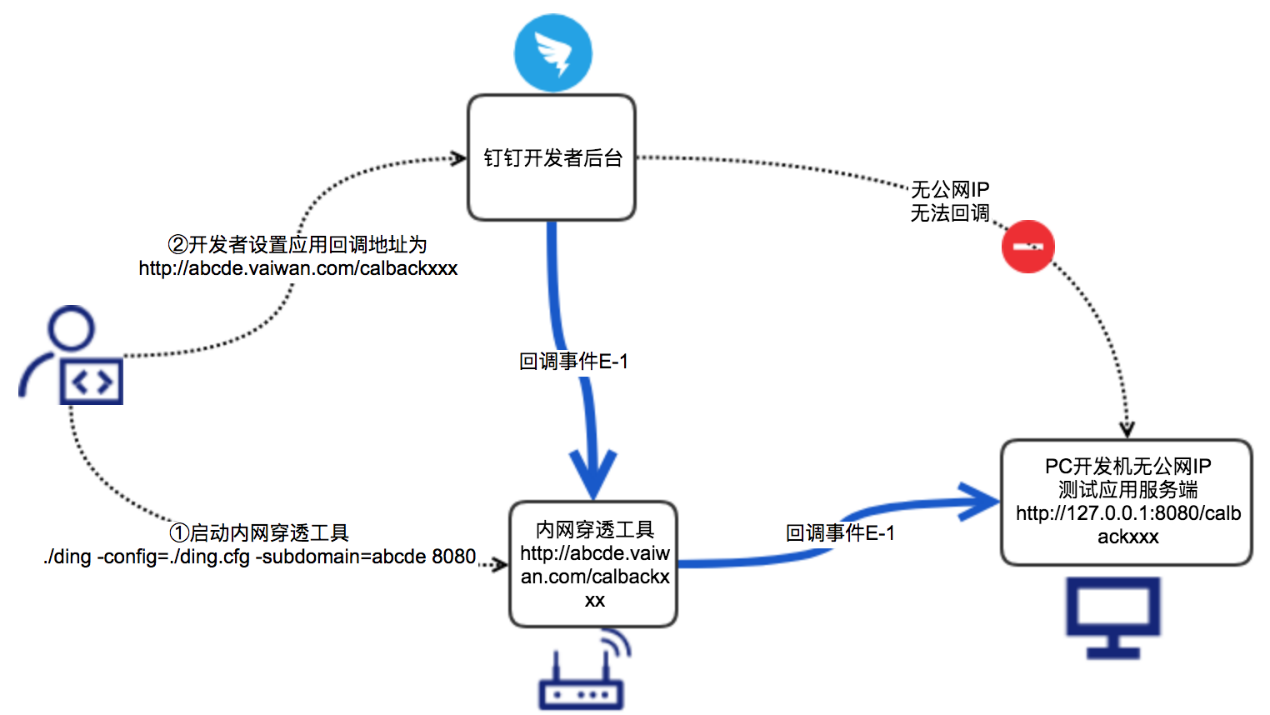 钉钉开发者后台
无公网IP
无法回调
②开发者设置应用回调地址为
http://abcde.vaiwan.com/calbackxxx
回调事件E-1
PC开发机无公网IP
测试应用服务端
http://127.0.0.1:8080/calb
ackxxx
①启动内网穿透工具
./ding -config=./ding.cfg -subdomain=abcde 8080
内网穿透工具
http://abcde.vaiw
an.com/calbackx
xx
回调事件E-1